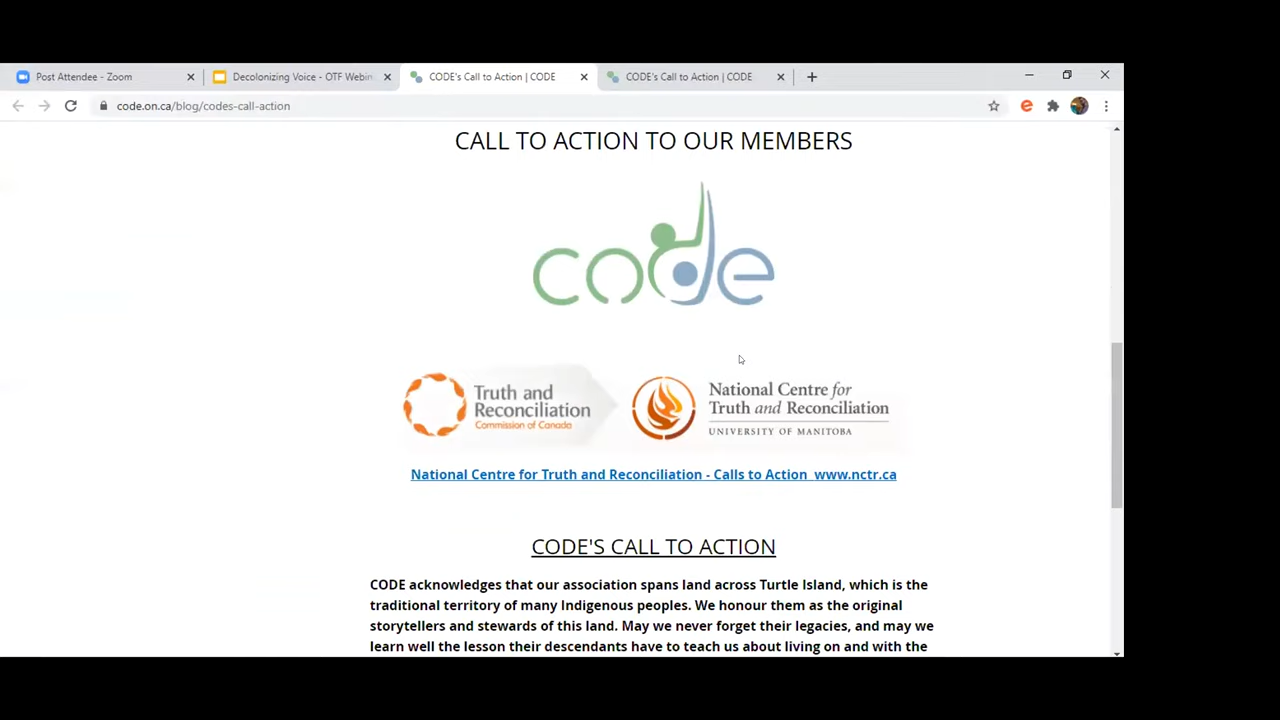 Post Attendee - Zoom
Decolonizing Voice - OTF Webin
CODE's Call to Action | CODE
CODE's Call to Action | CODE
code.on.ca/blog/codes-call-action
CALL TO ACTION TO OUR MEMBERS
code
Truth and
Reconciliation
Commission of Canada
National Centre for
Truth and Reconciliation
UNIVERSITY OF MANITOBA
National Centre for Truth and Reconciliation - Calls to Action www.nctr.ca
CODE'S CALL TO ACTION
CODE acknowledges that our association spans land across Turtle Island, which is the
traditional territory of many Indigenous peoples. We honour them as the original
storytellers and stewards of this land. May we never forget their legacies, and may we
learn well the lesson their descendants have to teach us about living on and with the